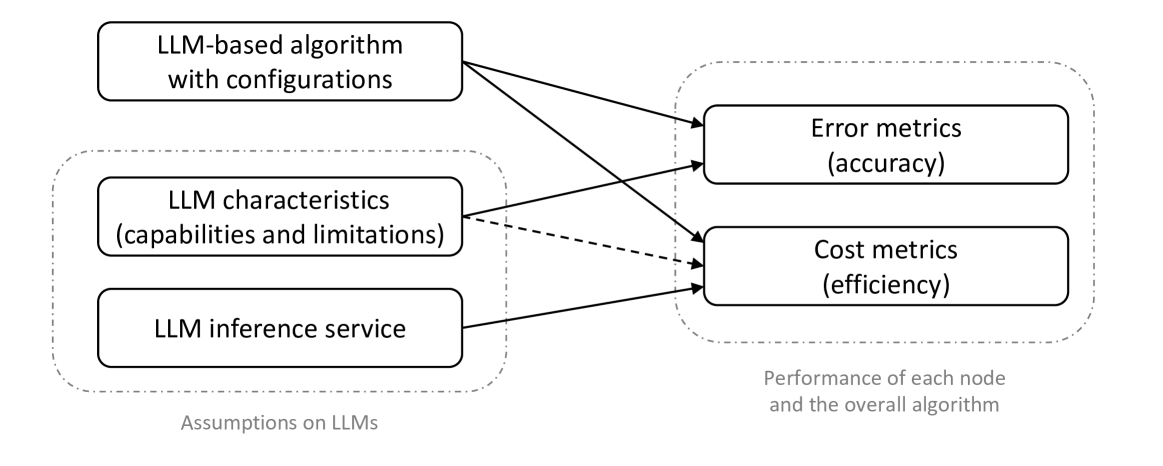 LLM-based algorithm
with configurations
LLM characteristics
(capabilities and limitations)
LLM inference service
Assumptions on LLMs
Error metrics
(accuracy)
Cost metrics
(efficiency)
Performance of each node
and the overall algorithm